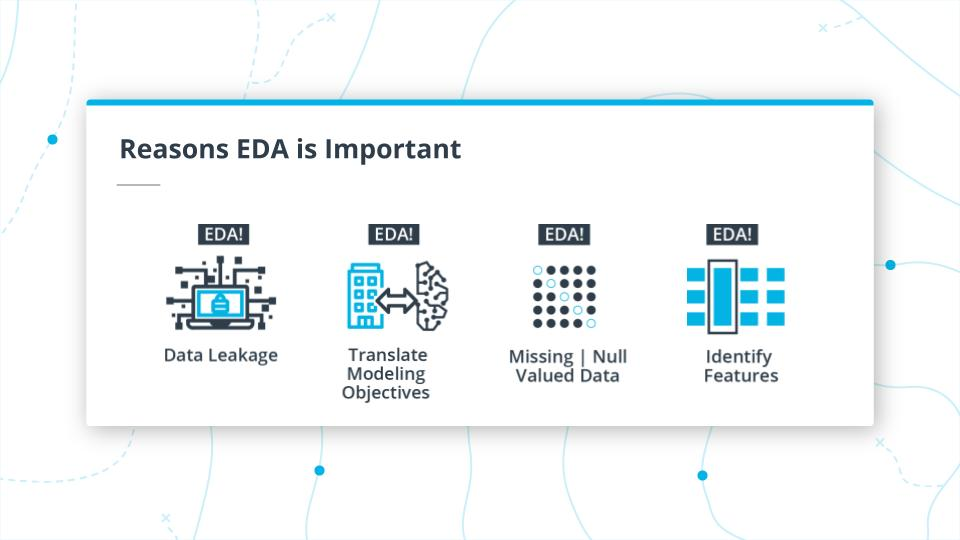 Reasons EDA is Important
EDA!
EDA!
EDA!
EDA!
Data Leakage
Translate
Modeling
Objectives
Missing | Null
Valued Data
Identify
Features